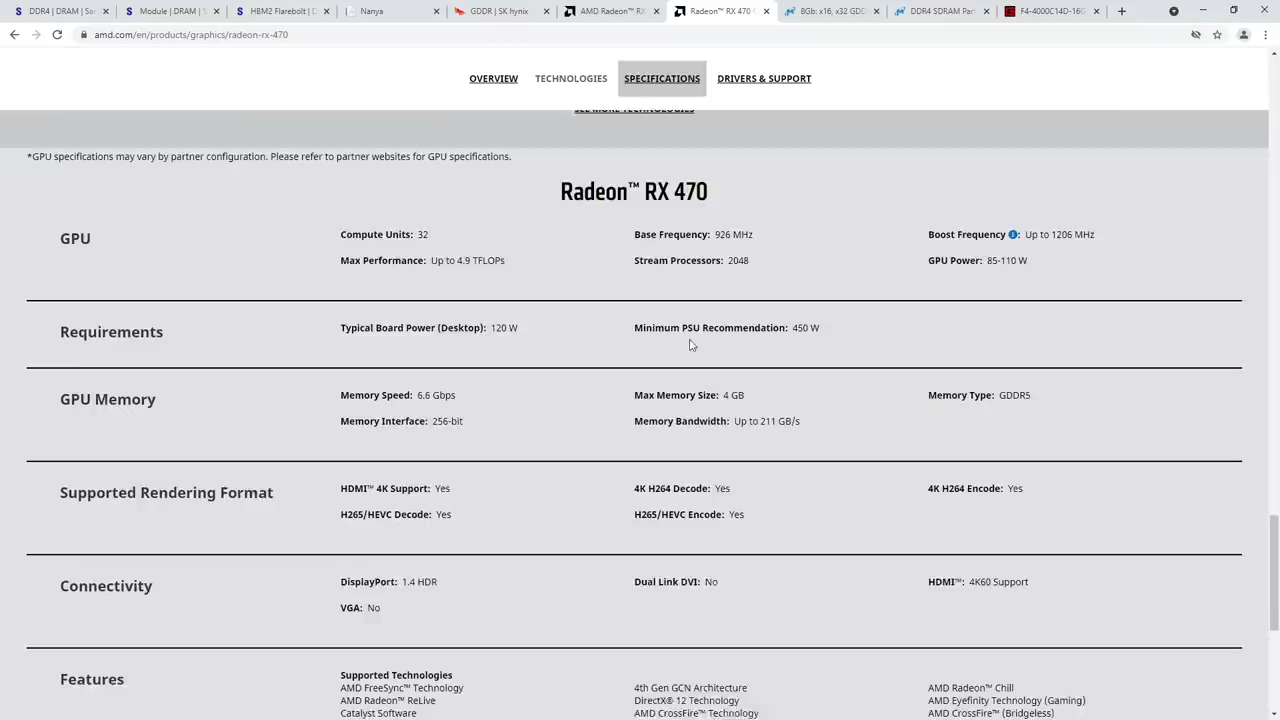 DDR4 | DRAM | Sa
Module | DRAM | S
HBM2 Flarebolt | D
Nanya
GDDR | SK hynix
AMD Radeon™ RX
Radeon™ RX 470
8Gb: x16, x32 GDD
DDR4 SDRAM Par
F4-4000C14D-16G
amd.com/en/products/graphics/radeon-rx-470
OVERVIEW TECHNOLOGIES SPECIFICATIONS DRIVERS & SUPPORT
SEE MORE TECHNOLOGIES
*GPU specifications may vary by partner configuration. Please refer to partner websites for GPU specifications.
Radeon™ RX 470
GPU
Compute Units: 32 Base Frequency: 926 MHz Boost Frequency : Up to 1206 MHz
Max Performance: Up to 4.9 TFLOPs Stream Processors: 2048 GPU Power: 85-110 W
Requirements
Typical Board Power (Desktop): 120 W Minimum PSU Recommendation: 450 W
GPU Memory
Memory Speed: 6.6 Gbps Max Memory Size: 4 GB Memory Type: GDDR5
Memory Interface: 256-bit Memory Bandwidth: Up to 211 GB/s
Supported Rendering Format
HDMI™ 4K Support: Yes 4K H264 Decode: Yes 4K H264 Encode: Yes
H265/HEVC Decode: Yes H265/HEVC Encode: Yes
Connectivity
DisplayPort: 1.4 HDR Dual Link DVI: No HDMI™: 4K60 Support
VGA: No
Features
Supported Technologies
AMD FreeSync™ Technology 4th Gen GCN Architecture AMD Radeon™ Chill
AMD Radeon™ ReLive DirectX® 12 Technology AMD Eyefinity Technology (Gaming)
Catalyst Software AMD CrossFire™ Technology AMD CrossFire™ (Bridgeless)